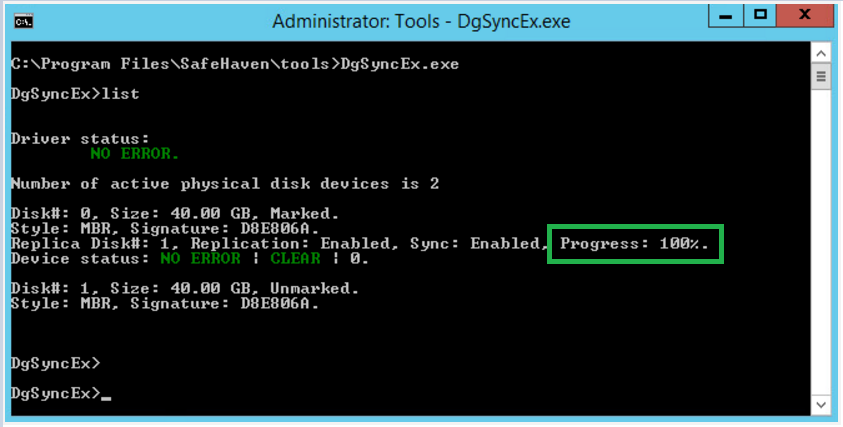 Administrator: Tools - DgSyncEx.exe
C:\Program Files\SafeHaven\tools>DgSyncEx.exe
DgSyncEx>list
Driver status:
NO ERROR.
Number of active physical disk devices is 2
Disk#: 0, Size: 40.00 GB, Marked.
Style: MBR, Signature: D8E806A.
Replica Disk#: 1, Replication: Enabled, Sync: Enabled, Progress: 100%.
Device status: NO ERROR ¦ CLEAR ¦ 0.
Disk#: 1, Size: 40.00 GB, Unmarked.
Style: MBR, Signature: D8E806A.
DgSyncEx>
DgSyncEx>_